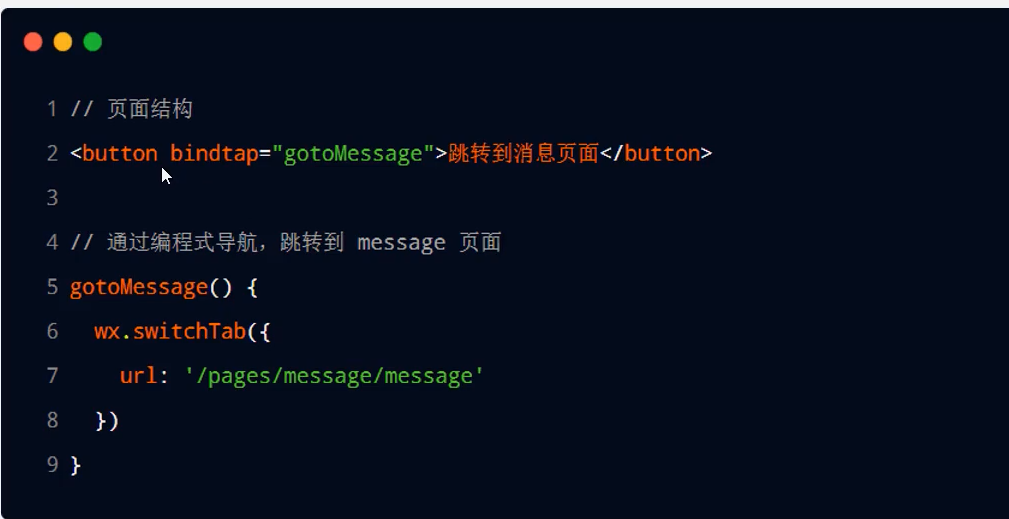 1 // 页面结构
2 <button bindtap="gotoMessage">跳转到消息页面</button>
3
4 // 通过编程式导航，跳转到 message 页面
5 gotoMessage() {
6   wx.switchTab({
7     url: '/pages/message/message'
8   })
9 }